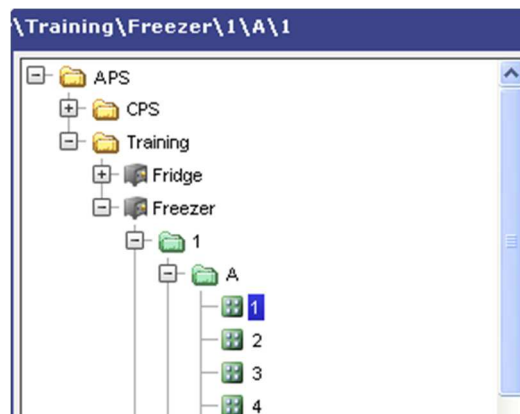 \Training\Freezer\1\A\1
APS
CPS
Training
Fridge
Freezer
1
A
1
2
3
4